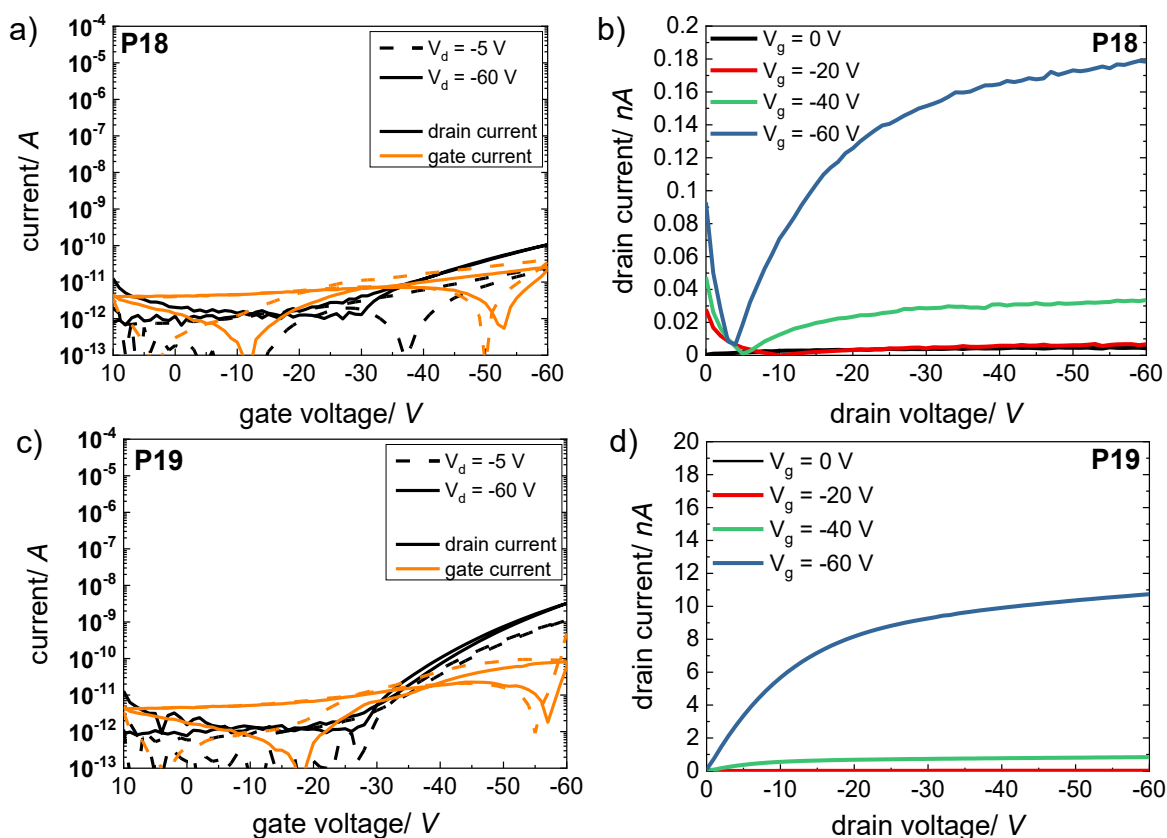 a)
P18
V_d = -5 V
V_d = -60 V
drain current
gate current
10^-4
10^-5
10^-6
10^-7
10^-8
10^-9
10^-10
10^-11
10^-12
10^-13
current/ A
10 0 -10 -20 -30 -40 -50 -60
gate voltage/ V
b)
P18
V_g = 0 V
V_g = -20 V
V_g = -40 V
V_g = -60 V
0.2
0.18
0.16
0.14
0.12
0.1
0.08
0.06
0.04
0.02
0
drain current/ nA
0 -10 -20 -30 -40 -50 -60
drain voltage/ V
c)
P19
V_d = -5 V
V_d = -60 V
drain current
gate current
10^-4
10^-5
10^-6
10^-7
10^-8
10^-9
10^-10
10^-11
10^-12
10^-13
current/ A
10 0 -10 -20 -30 -40 -50 -60
gate voltage/ V
d)
P19
V_g = 0 V
V_g = -20 V
V_g = -40 V
V_g = -60 V
20
18
16
14
12
10
8
6
4
2
0
drain current/ nA
0 -10 -20 -30 -40 -50 -60
drain voltage/ V